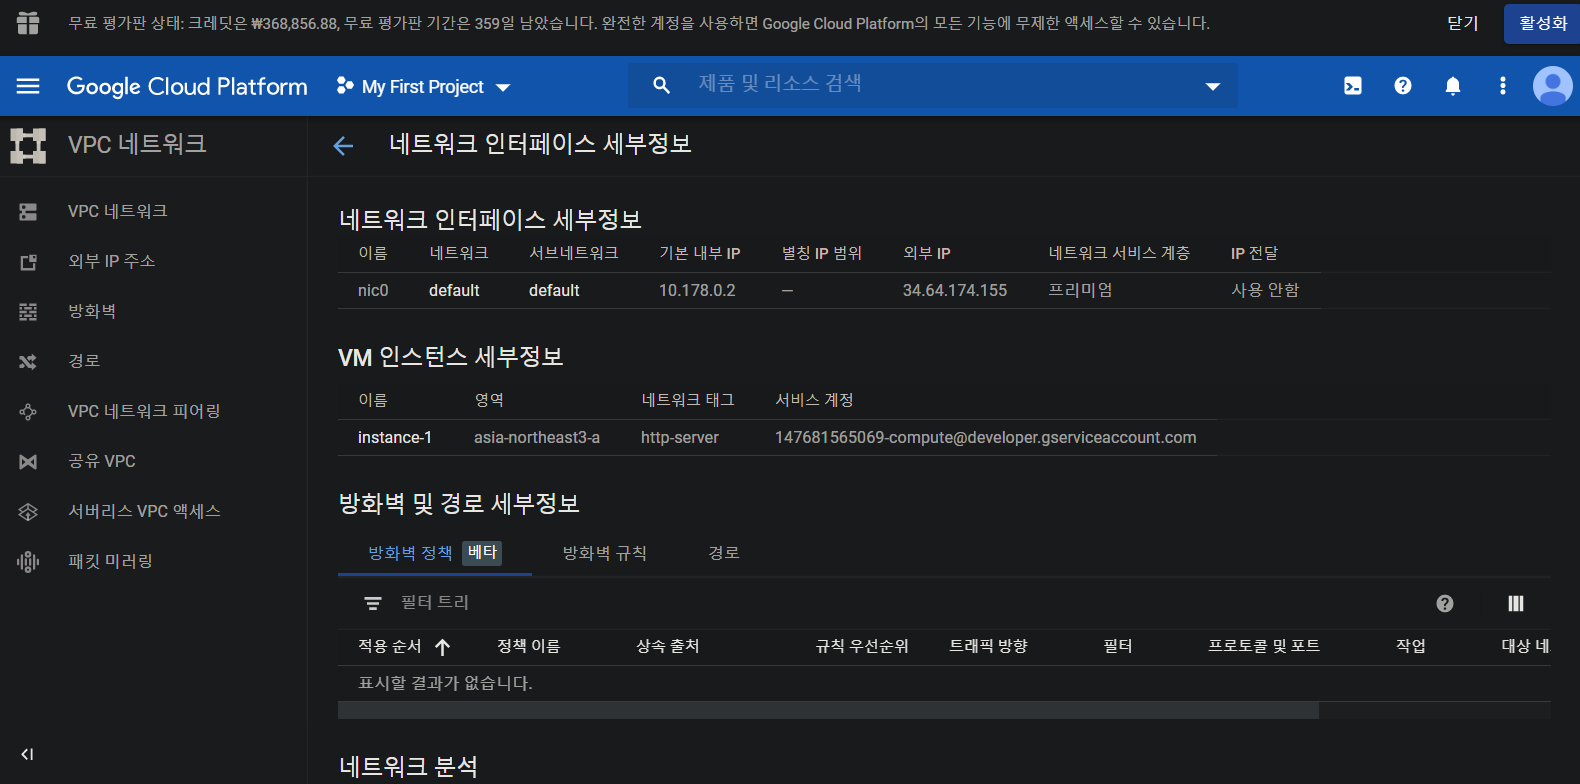 무료 평가판 상태: 크레딧은 ₩368,856.88, 무료 평가판 기간은 359일 남았습니다. 완전한 계정을 사용하면 Google Cloud Platform의 모든 기능에 무제한 액세스할 수 있습니다. 닫기 활성화
Google Cloud Platform My First Project 제품 및 리소스 검색
VPC 네트워크
네트워크 인터페이스 세부정보
VPC 네트워크
외부 IP 주소
방화벽
경로
VPC 네트워크 피어링
공유 VPC
서버리스 VPC 액세스
패킷 미러링
네트워크 인터페이스 세부정보
이름 네트워크 서브네트워크 기본 내부 IP 별칭 IP 범위 외부 IP 네트워크 서비스 계층 IP 전달
nic0 default default 10.178.0.2 — 34.64.174.155 프리미엄 사용 안함
VM 인스턴스 세부정보
이름 영역 네트워크 태그 서비스 계정
instance-1 asia-northeast3-a http-server 147681565069-compute@developer.gserviceaccount.com
방화벽 및 경로 세부정보
방화벽 정책 베타 방화벽 규칙 경로
필터 트리
적용 순서 정책 이름 상속 출처 규칙 우선순위 트래픽 방향 필터 프로토콜 및 포트 작업 대상 네
표시할 결과가 없습니다.
네트워크 분석